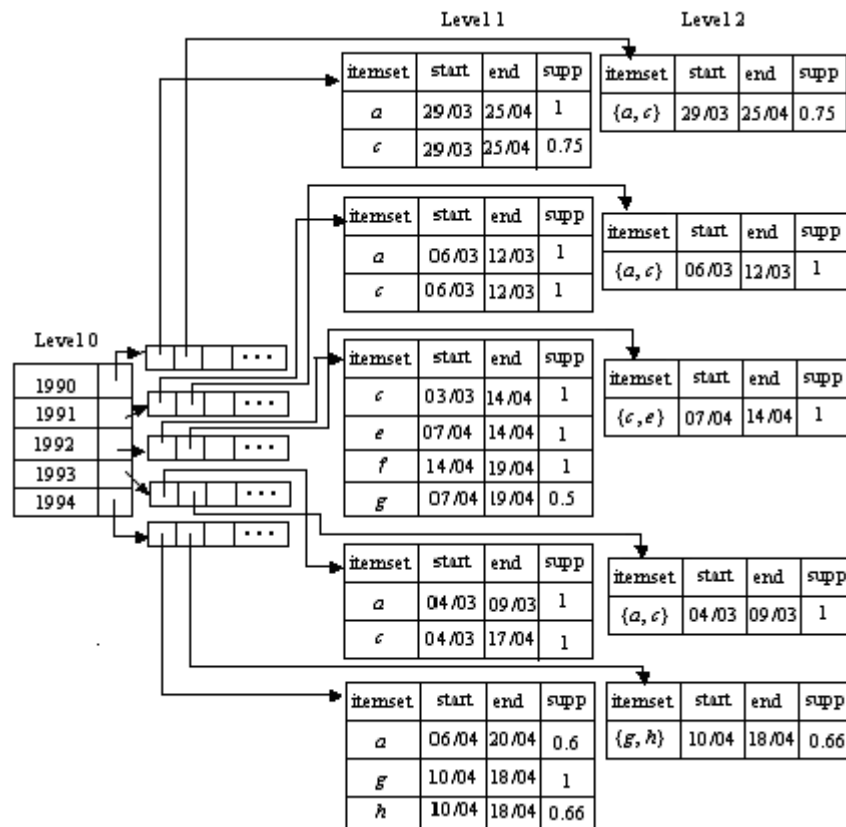 Level 1 Level 2
itemset start end supp
a 29/03 25/04 1
c 29/03 25/04 0.75
itemset start end supp
{a, c} 29/03 25/04 0.75
itemset start end supp
a 06/03 12/03 1
c 06/03 12/03 1
itemset start end supp
{a, c} 06/03 12/03 1
Level 0
1990
1991
1992
1993
1994
...
...
...
...
...
itemset start end supp
c 03/03 14/04 1
e 07/04 14/04 1
f 14/04 19/04 1
g 07/04 19/04 0.5
itemset start end supp
{c, e} 07/04 14/04 1
itemset start end supp
a 04/03 09/03 1
c 04/03 17/04 1
itemset start end supp
{a, c} 04/03 09/03 1
itemset start end supp
a 06/04 20/04 0.6
g 10/04 18/04 1
h 10/04 18/04 0.66
itemset start end supp
{g, h} 10/04 18/04 0.66